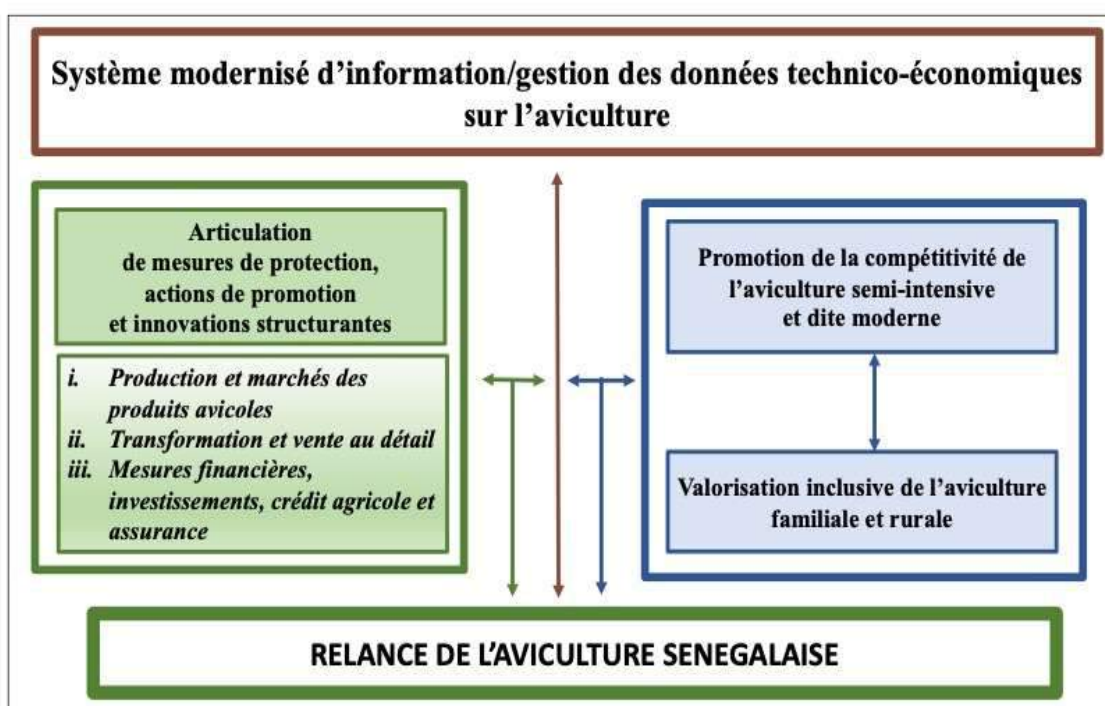 Système modernisé d’information/gestion des données technico-économiques
sur l’aviculture
Articulation
de mesures de protection,
actions de promotion
et innovations structurantes
i. Production et marchés des
produits avicoles
ii. Transformation et vente au détail
iii. Mesures financières,
investissements, crédit agricole et
assurance
Promotion de la compétitivité de
l’aviculture semi-intensive
et dite moderne
Valorisation inclusive de l’aviculture
familiale et rurale
RELANCE DE L’AVICULTURE SENEGALAISE